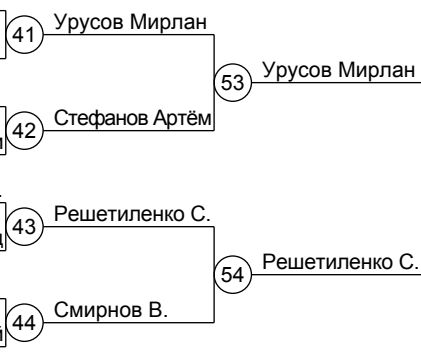 41 Урусов Мирлан
53 Урусов Мирлан
42 Стефанов Артём
43 Решетиленко С.
54 Решетиленко С.
44 Смирнов В.